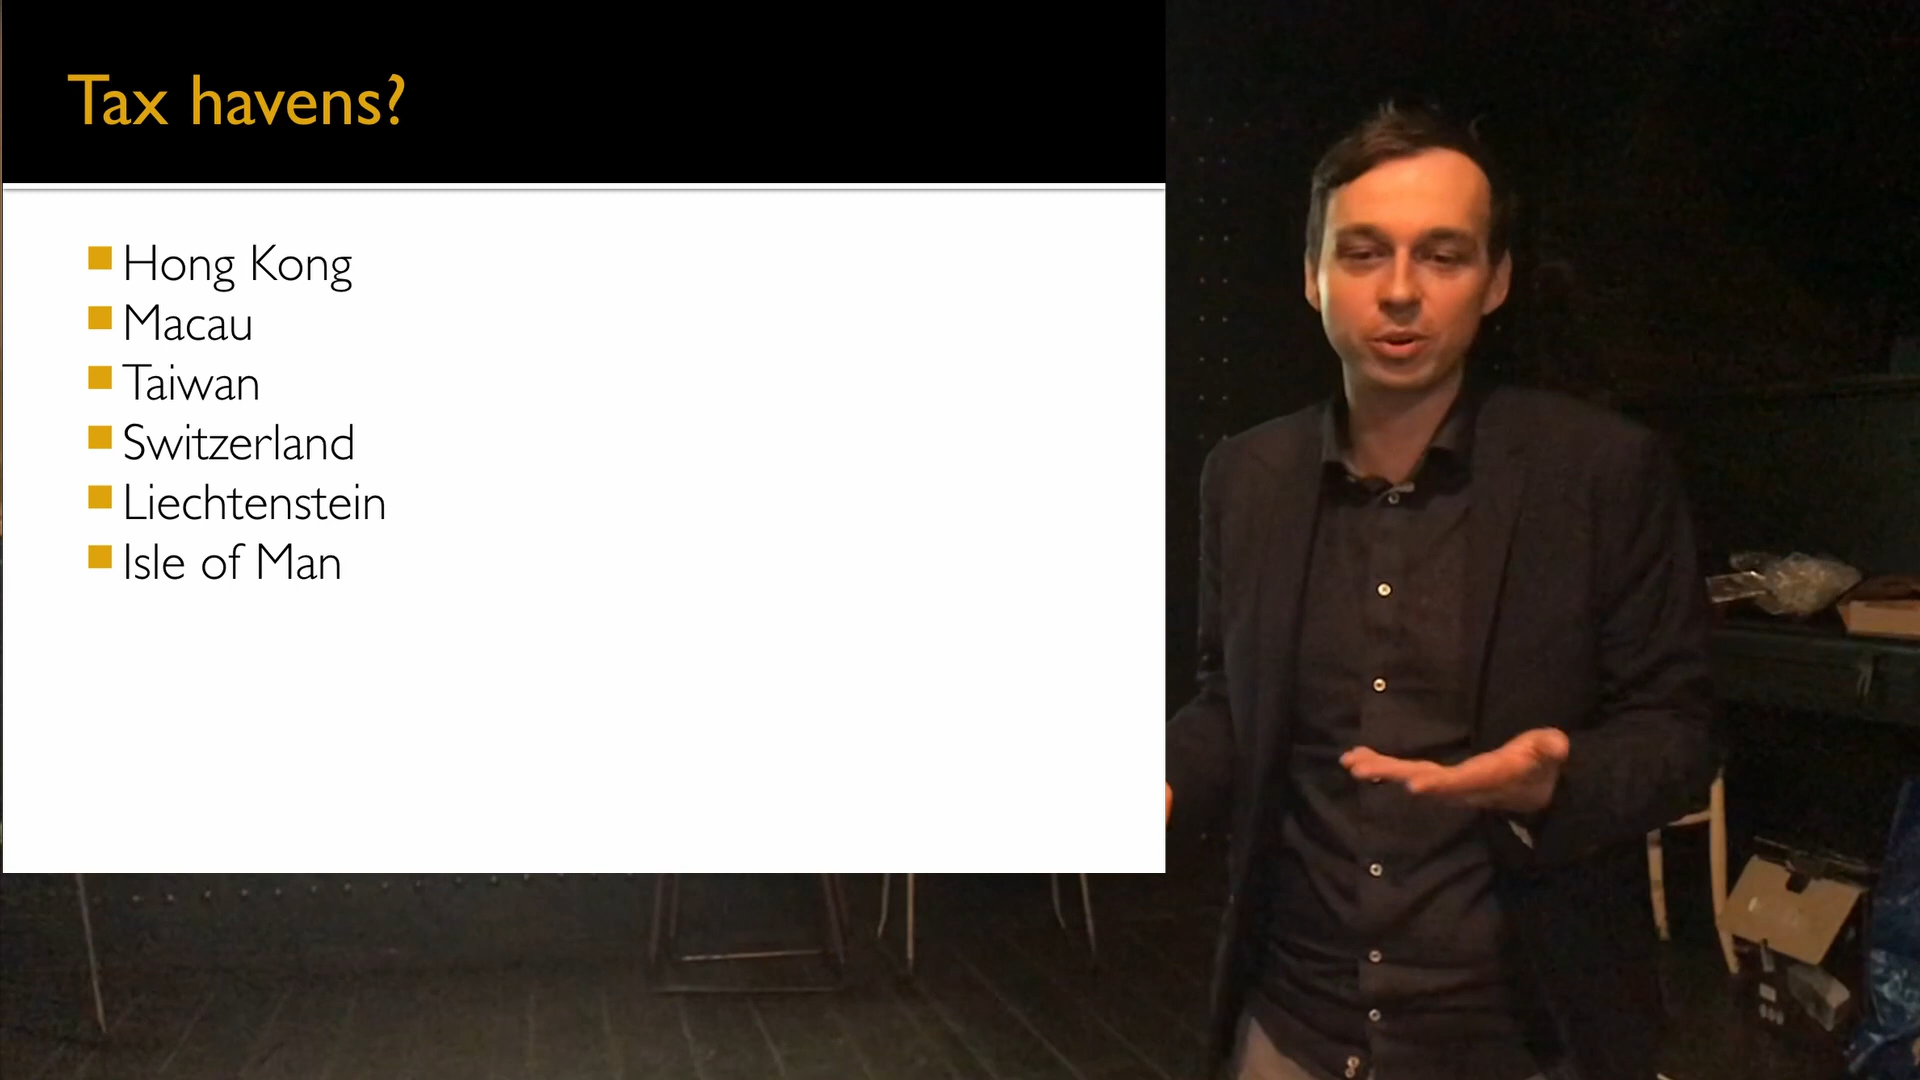 Tax havens?
Hong Kong
Macau
Taiwan
Switzerland
Liechtenstein
Isle of Man